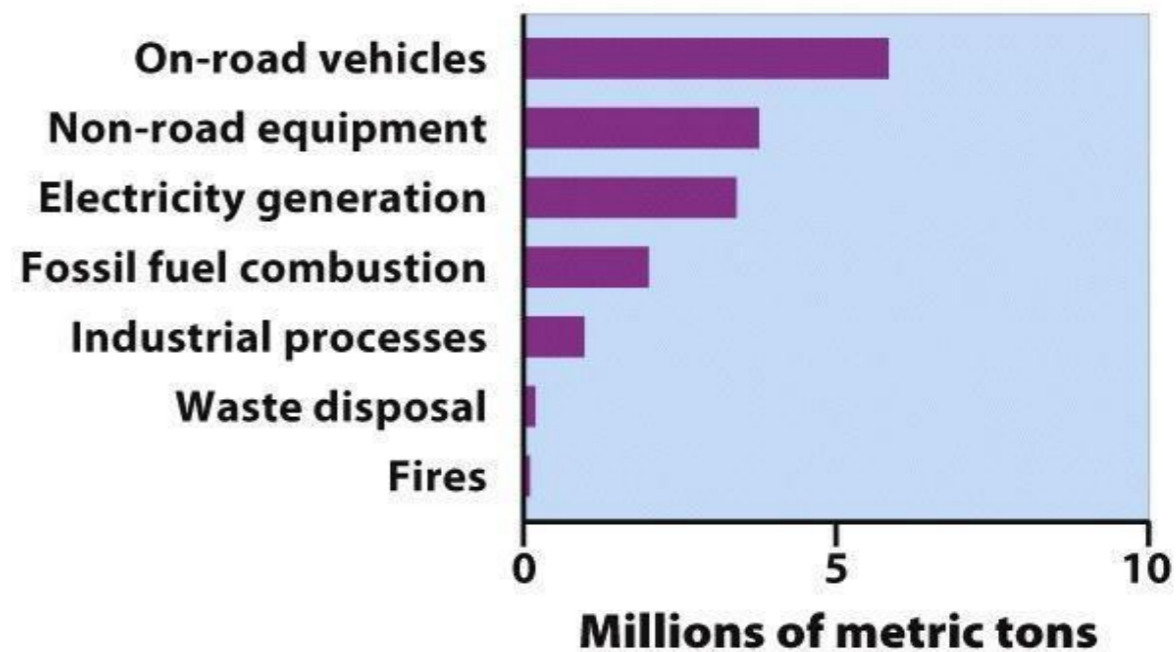 On-road vehicles
Non-road equipment
Electricity generation
Fossil fuel combustion
Industrial processes
Waste disposal
Fires
0 5 10
Millions of metric tons